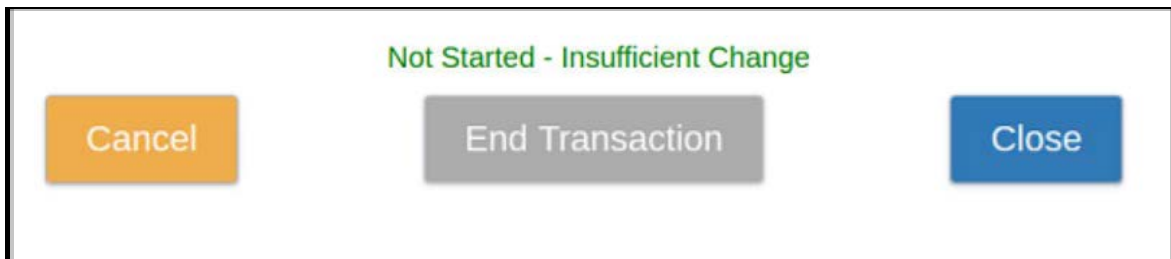 Not Started - Insufficient Change
Cancel End Transaction Close